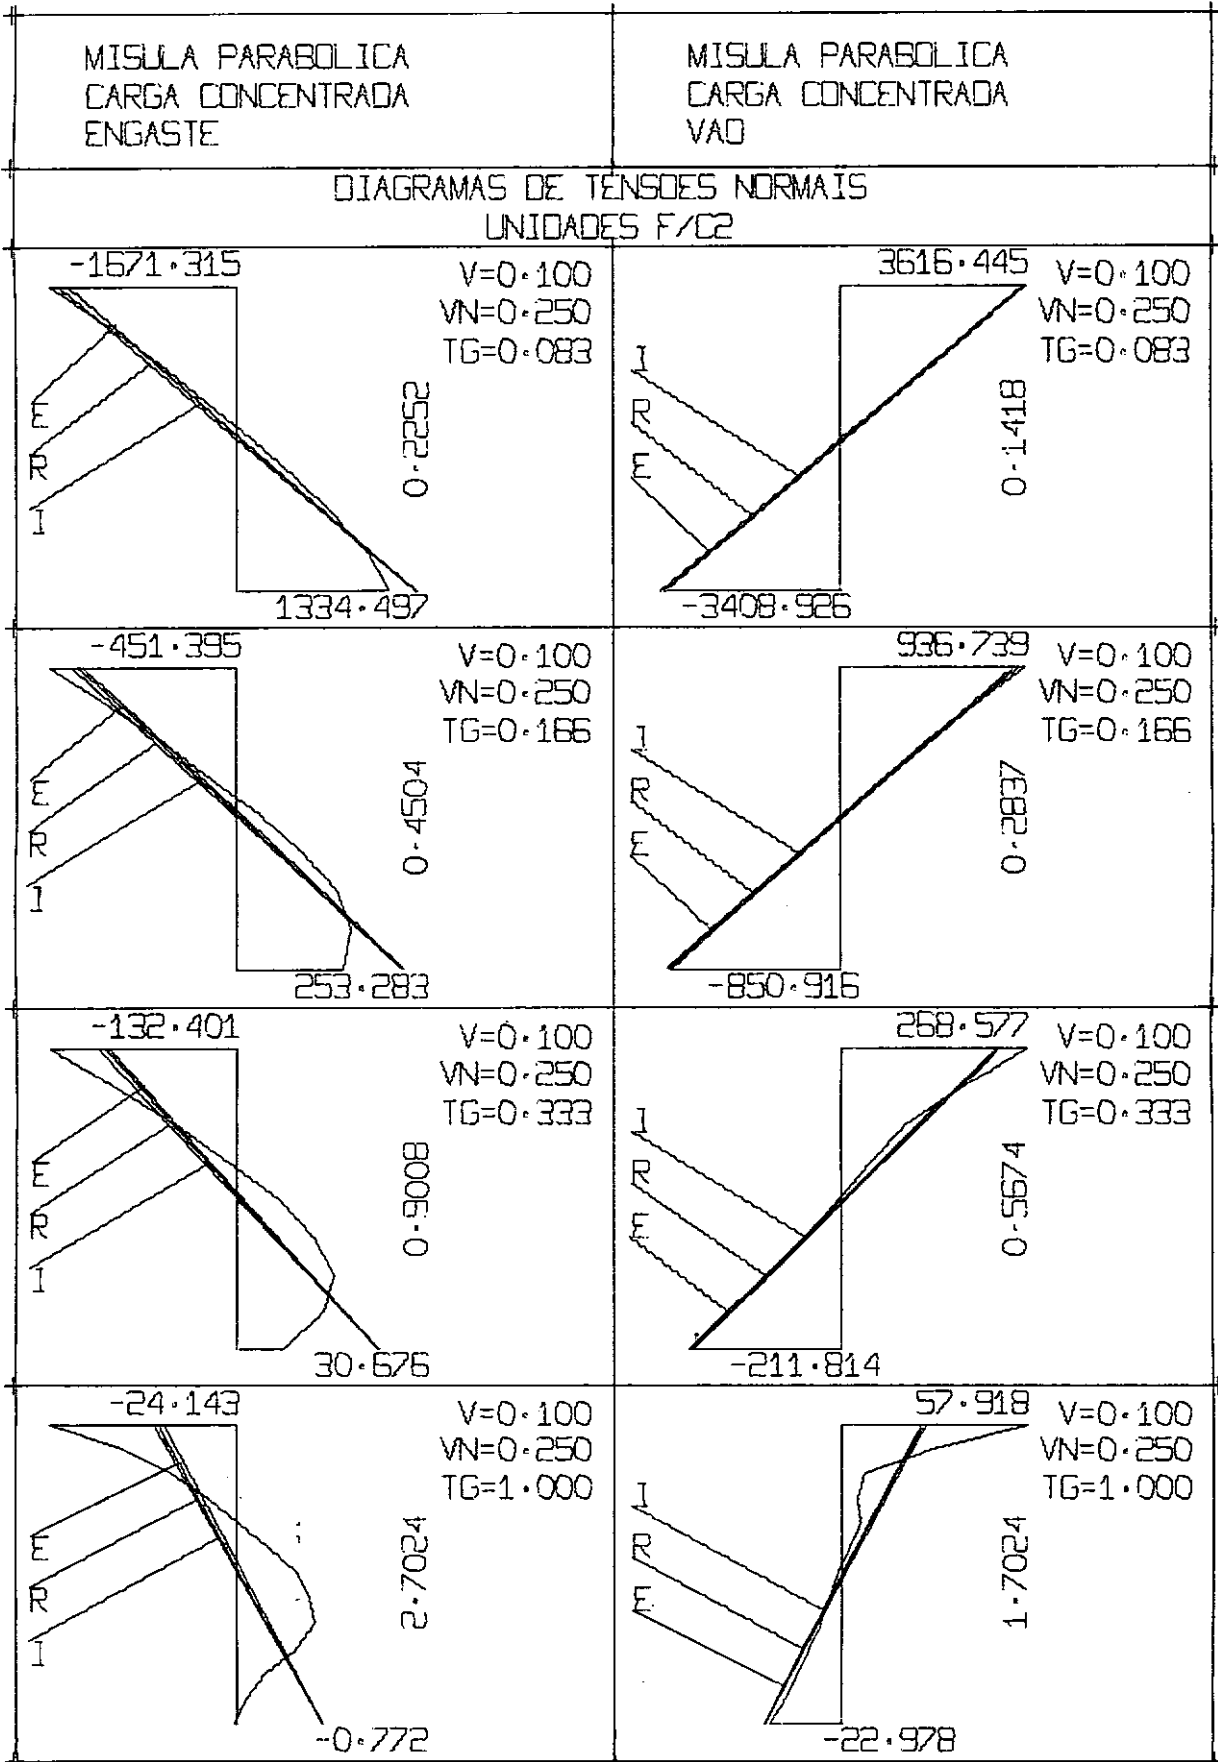 MISULA PARABOLICA
CARGA CONCENTRADA
ENGASTE
MISULA PARABOLICA
CARGA CONCENTRADA
VAO
DIAGRAMAS DE TENSOES NORMAIS
UNIDADES F/C2
-1671.315
V=0.100
VN=0.250
TG=0.083
E
R
I
0.2252
1334.497
3616.445
V=0.100
VN=0.250
TG=0.083
I
R
E
0.1418
-3408.926
-451.395
V=0.100
VN=0.250
TG=0.166
E
R
I
0.4504
253.283
936.739
V=0.100
VN=0.250
TG=0.166
I
R
E
0.2837
-850.916
-132.401
V=0.100
VN=0.250
TG=0.333
E
R
I
0.9008
30.676
268.577
V=0.100
VN=0.250
TG=0.333
I
R
E
0.5674
-211.814
-24.143
V=0.100
VN=0.250
TG=1.000
E
R
I
2.7024
-0.772
57.918
V=0.100
VN=0.250
TG=1.000
I
R
E
1.7024
-22.978